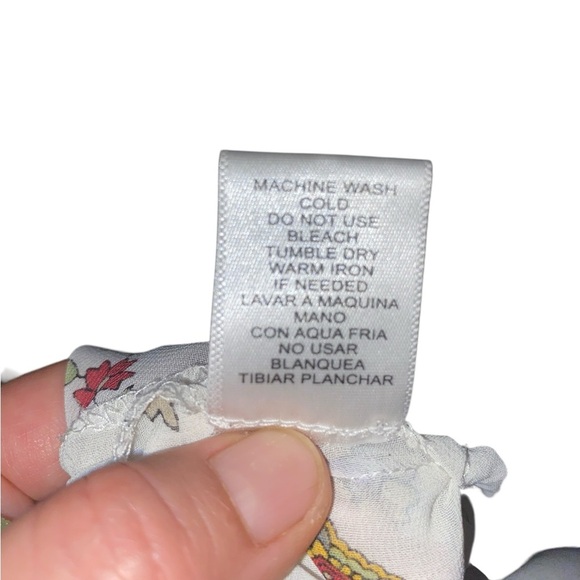 MACHINE WASH
COLD
DO NOT USE
BLEACH
TUMBLE DRY
WARM IRON
IF NEEDED
LAVAR A MAQUINA
MANO
CON AQUA FRIA
NO USAR
BLANQUEA
TIBIAR PLANCHAR